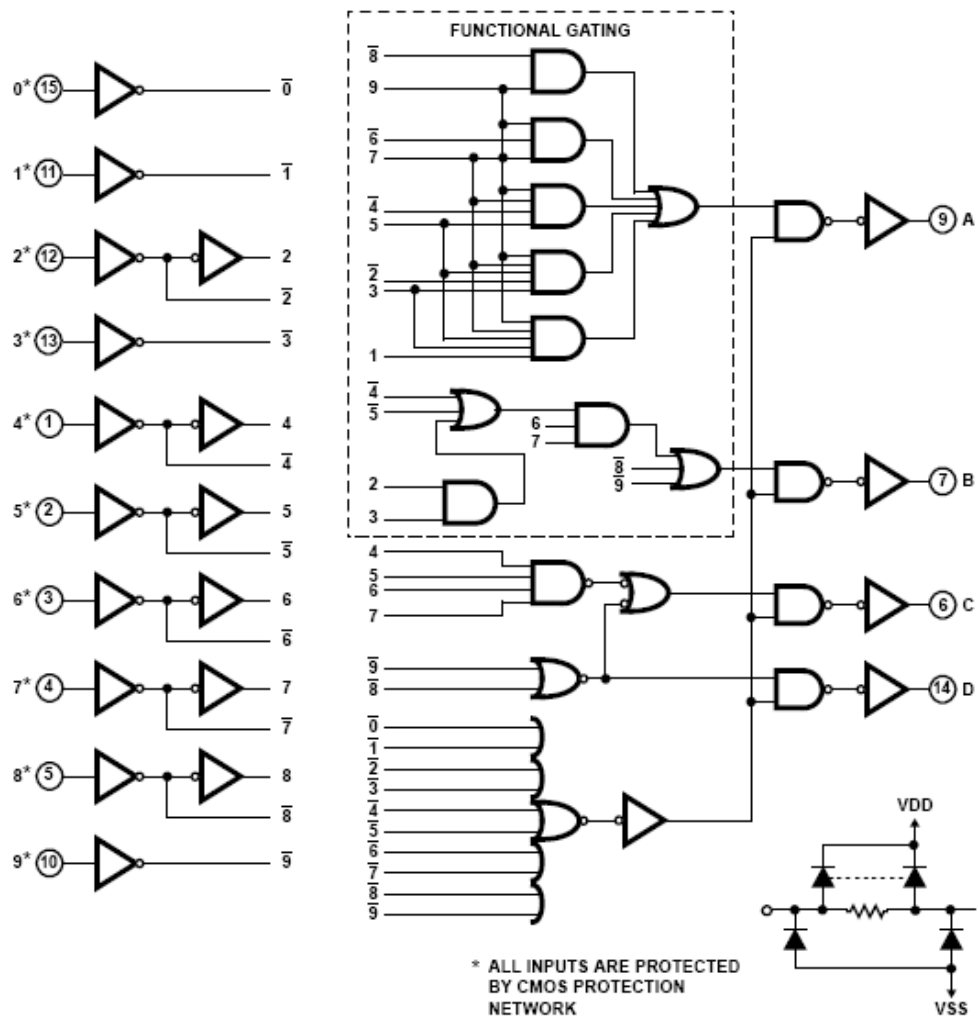 FUNCTIONAL GATING
0* 15 0̅
1* 11 1̅
2* 12 2
2̅
3* 13 3̅
4* 1 4
4̅
5* 2 5
5̅
6* 3 6
6̅
7* 4 7
7̅
8* 5 8
8̅
9* 10 9̅
8̅
9
6̅
7
4̅
5
2̅
3
1
4̅
5̅
6
7
2
3
8̅
9̅
4
5
6
7
9̅
8̅
0̅
1̅
2̅
3̅
4̅
5̅
6̅
7̅
8̅
9̅
9 A
7 B
6 C
14 D
VDD
VSS
* ALL INPUTS ARE PROTECTED
BY CMOS PROTECTION
NETWORK